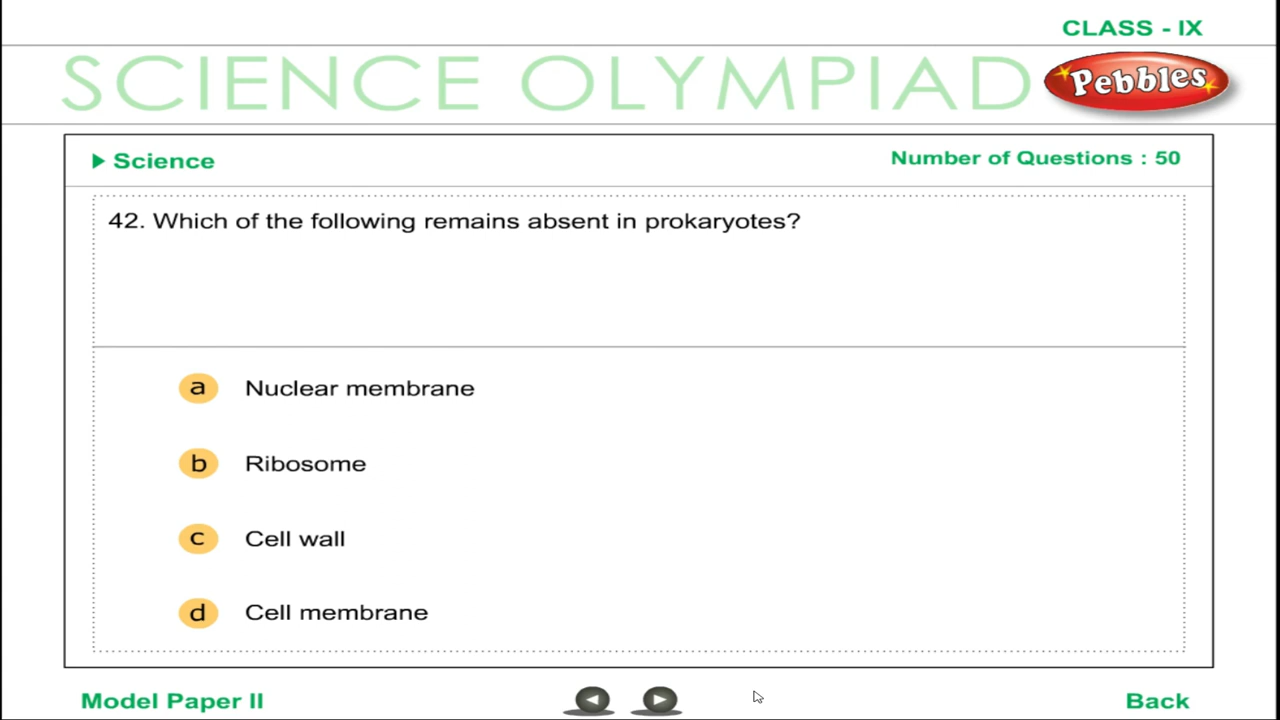 CLASS - IX
SCIENCE OLYMPIAD
Pebbles
Science
Number of Questions : 50
42. Which of the following remains absent in prokaryotes?
a Nuclear membrane
b Ribosome
c Cell wall
d Cell membrane
Model Paper II
Back